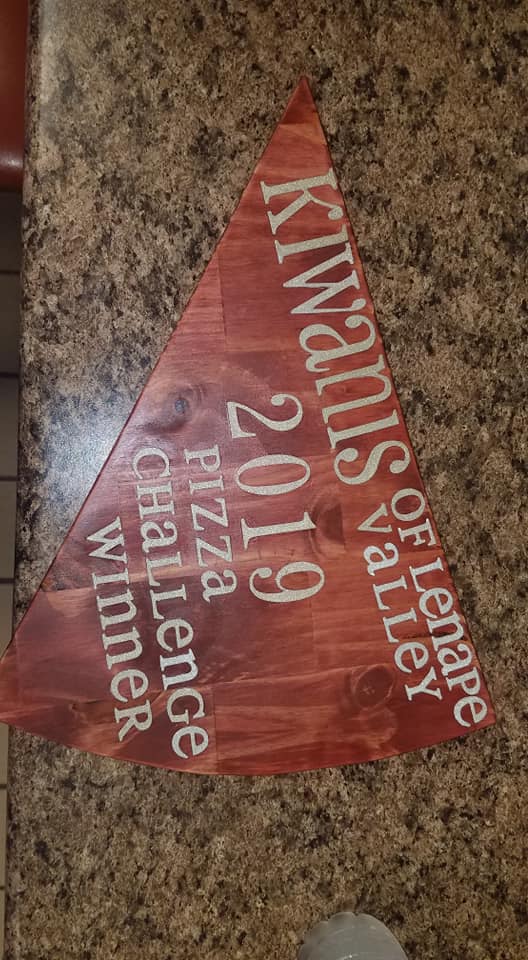 KIWANIS
OF LENAPE
VALLEY
2019
PIZZA
CHALLENGE
WINNER